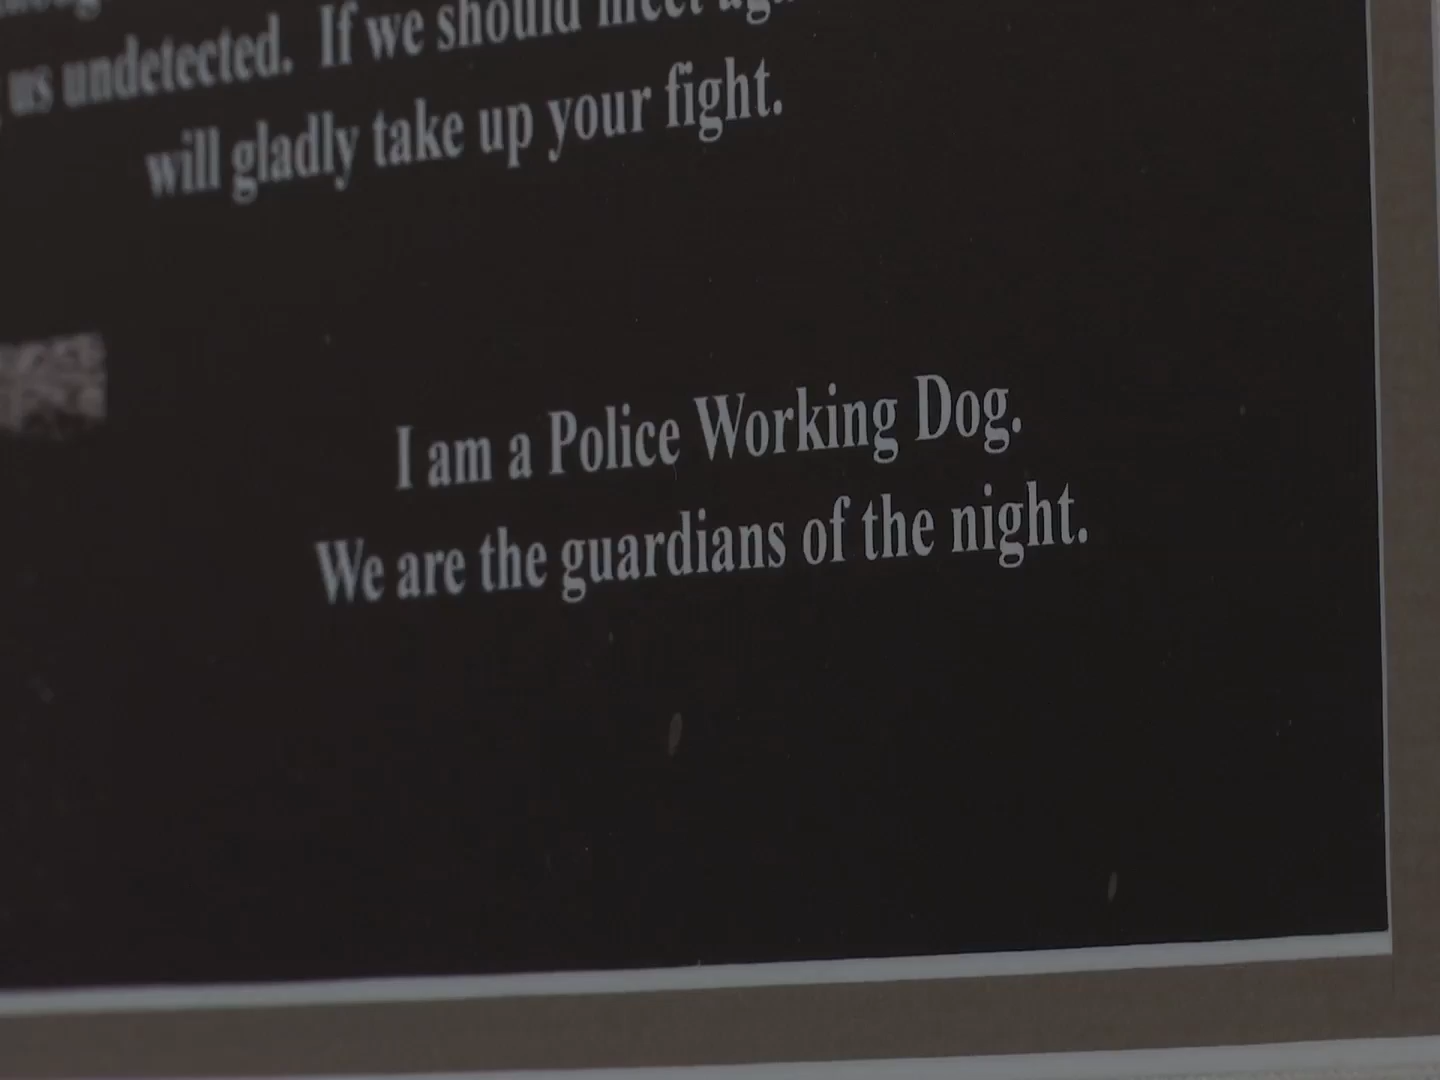 us undetected. If we should meet
will gladly take up your fight.
I am a Police Working Dog.
We are the guardians of the night.